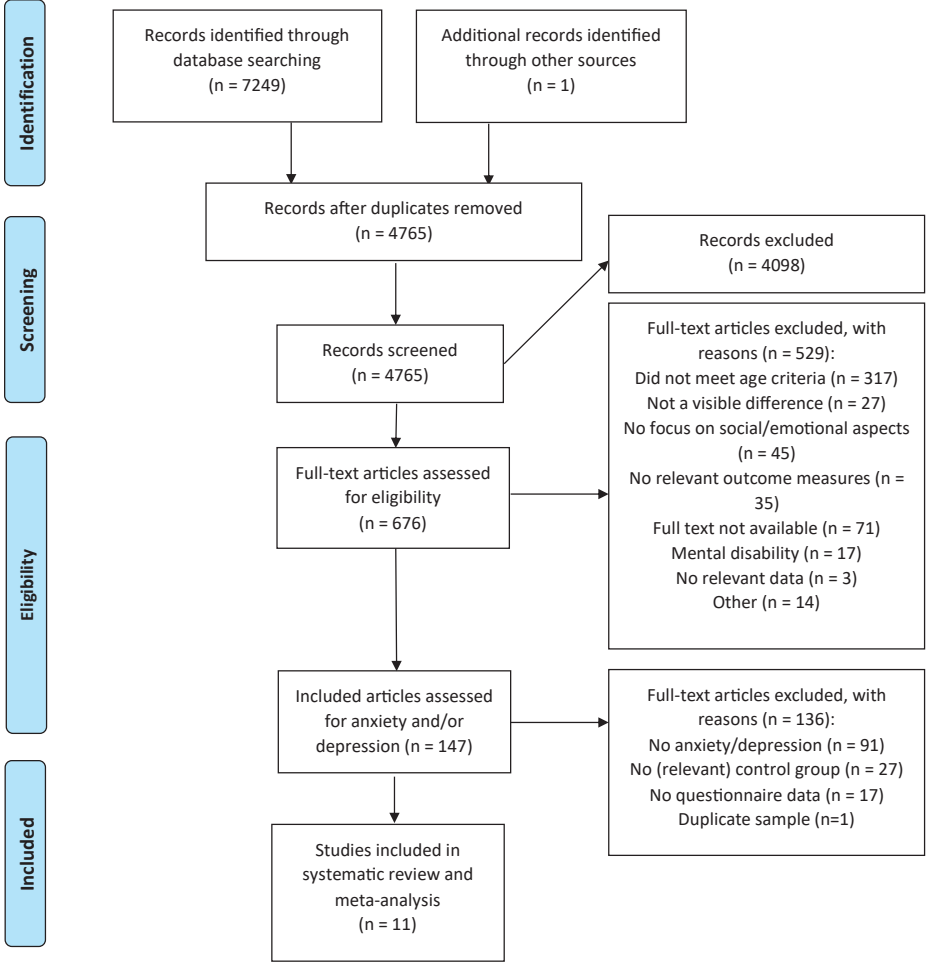 Identification
Records identified through
database searching
(n = 7249)
Additional records identified
through other sources
(n = 1)
Records after duplicates removed
(n = 4765)
Screening
Records screened
(n = 4765)
Records excluded
(n = 4098)
Eligibility
Full-text articles assessed
for eligibility
(n = 676)
Full-text articles excluded, with
reasons (n = 529):
Did not meet age criteria (n = 317)
Not a visible difference (n = 27)
No focus on social/emotional aspects
(n = 45)
No relevant outcome measures (n =
35)
Full text not available (n = 71)
Mental disability (n = 17)
No relevant data (n = 3)
Other (n = 14)
Included articles assessed
for anxiety and/or
depression (n = 147)
Full-text articles excluded, with
reasons (n = 136):
No anxiety/depression (n = 91)
No (relevant) control group (n = 27)
No questionnaire data (n = 17)
Duplicate sample (n=1)
Included
Studies included in
systematic review and
meta-analysis
(n = 11)